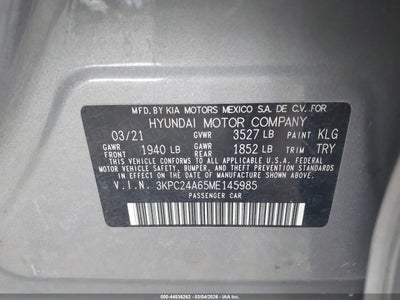 MFD.BY KIA MOTORS MEXICO S.A. DE C.V. FOR
HYUNDAI MOTOR COMPANY
03/21 GVWR 3527 LB PAINT KLG
GAWR FRONT 1940 LB GAWR REAR 1852 LB TRIM TRY
THIS VEHICLE CONFORMS TO ALL APPLICABLE U.S.A. FEDERAL
MOTOR VEHICLE SAFETY, BUMPER, AND THEFT PREVENTION
STANDARDS IN EFFECT ON THE DATE OF MANUFACTURE SHOWN ABOVE.
V.I.N. 3KPC24A65ME145985
PASSENGER CAR
000-44638263 - 03/04/2026 - IAA, Inc.